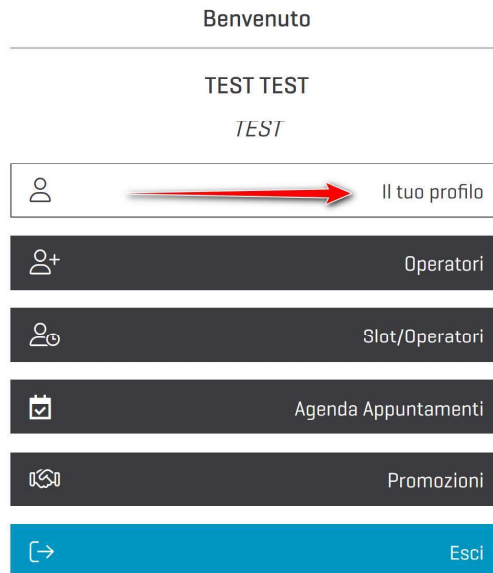 Benvenuto
TEST TEST
TEST
Il tuo profilo
Operatori
Slot/Operatori
Agenda Appuntamenti
Promozioni
Esci